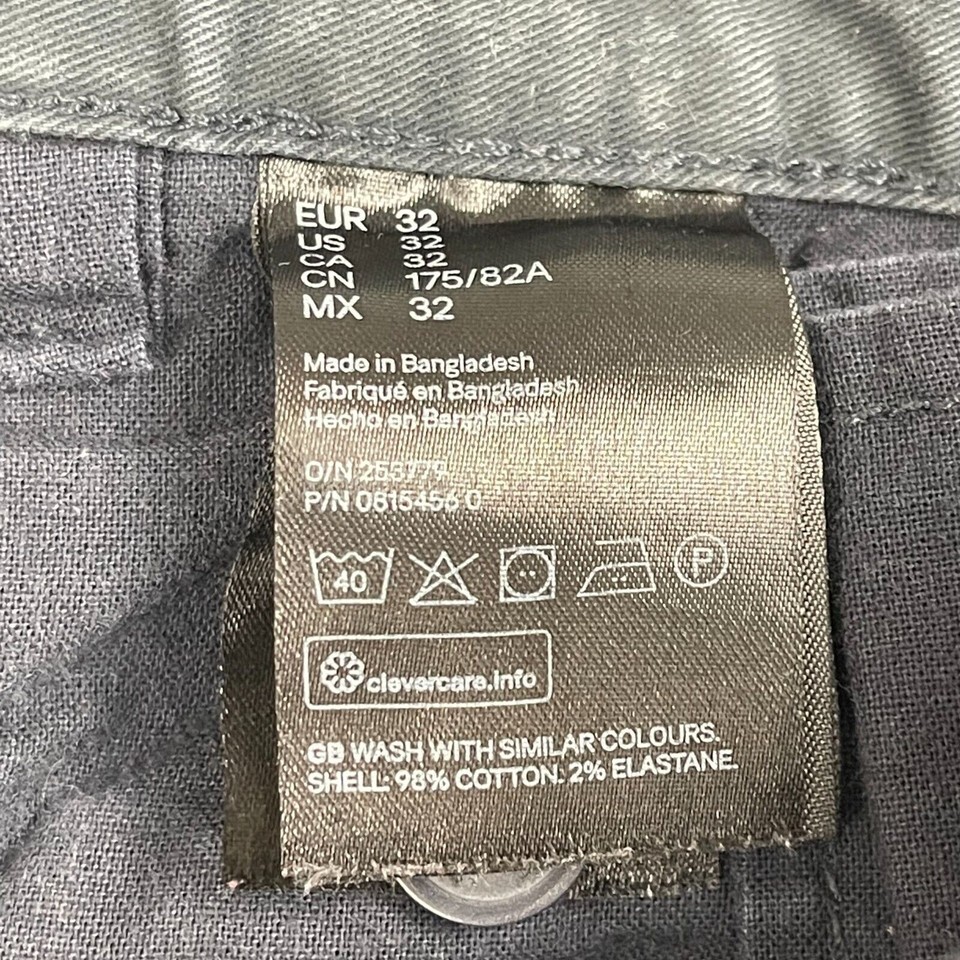 EUR 32
US 32
CA 32
CN 175/82A
MX 32
Made in Bangladesh
Fabriqué en Bangladesh
Hecho en Bangladesh
O/N 255779
P/N 0815456 0
40
P
clevercare.info
GB WASH WITH SIMILAR COLOURS.
SHELL: 98% COTTON. 2% ELASTANE.